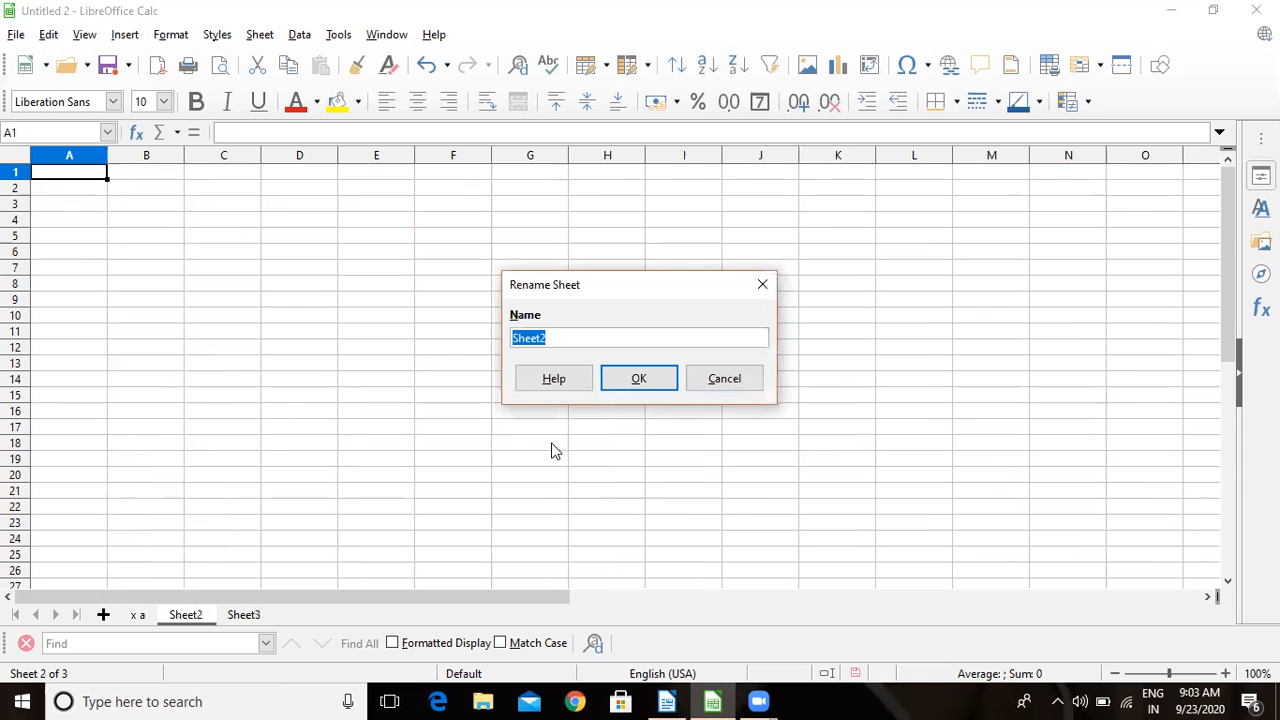 Untitled 2 - LibreOffice Calc
File Edit View Insert Format Styles Sheet Data Tools Window Help
Liberation Sans
A1
A B C D E F G H I J K L M N O
1
2
3
4
5
6
7
8
9
10
11
12
13
14
15
16
17
18
19
20
21
22
23
24
25
26
27
Rename Sheet
Name
Sheet2
Help OK Cancel
x a Sheet2 Sheet3
Find Find All Formatted Display Match Case
Sheet 2 of 3 Default English (USA) Average: ; Sum: 0 100%
Type here to search
ENG
IN
9:03 AM
9/23/2020
6